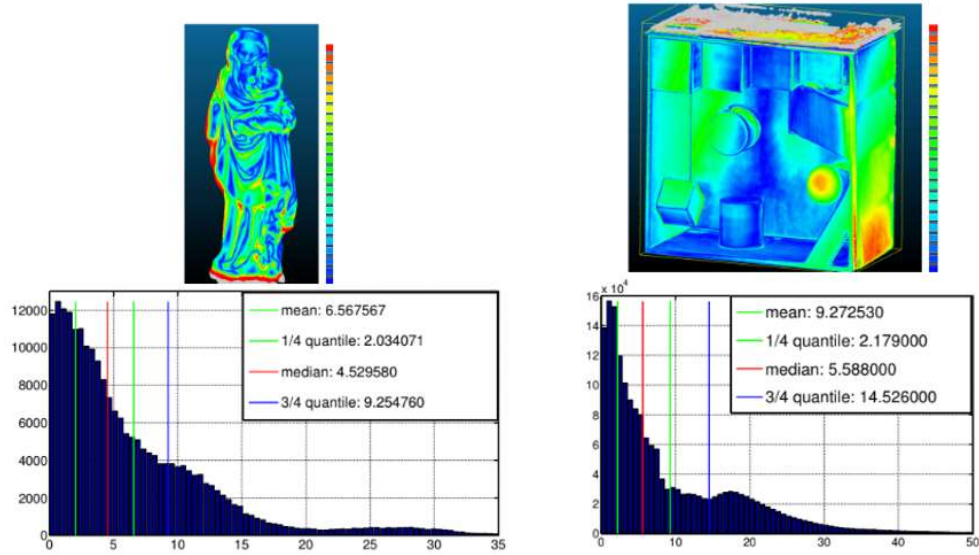 mean: 6.567567
1/4 quantile: 2.034071
median: 4.529580
3/4 quantile: 9.254760
12000
10000
8000
6000
4000
2000
0
0 5 10 15 20 25 30 35
x 10⁴
mean: 9.272530
1/4 quantile: 2.179000
median: 5.588000
3/4 quantile: 14.526000
16
14
12
10
8
6
4
2
0
0 10 20 30 40 50